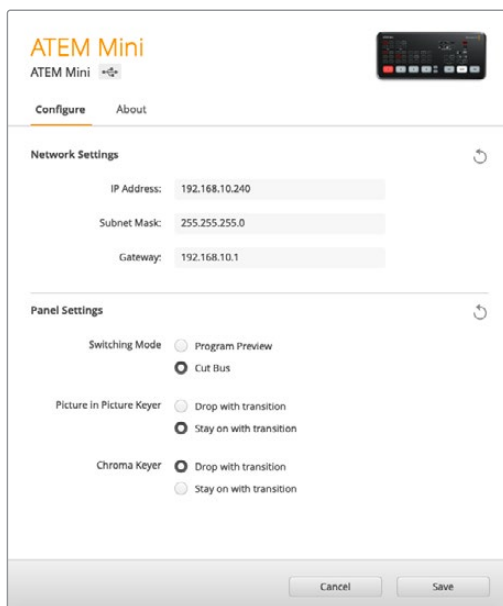 ATEM Mini
ATEM Mini
Configure About
Network Settings
IP Address: 192.168.10.240
Subnet Mask: 255.255.255.0
Gateway: 192.168.10.1
Panel Settings
Switching Mode Program Preview
Cut Bus
Picture in Picture Keyer Drop with transition
Stay on with transition
Chroma Keyer Drop with transition
Stay on with transition
Cancel Save